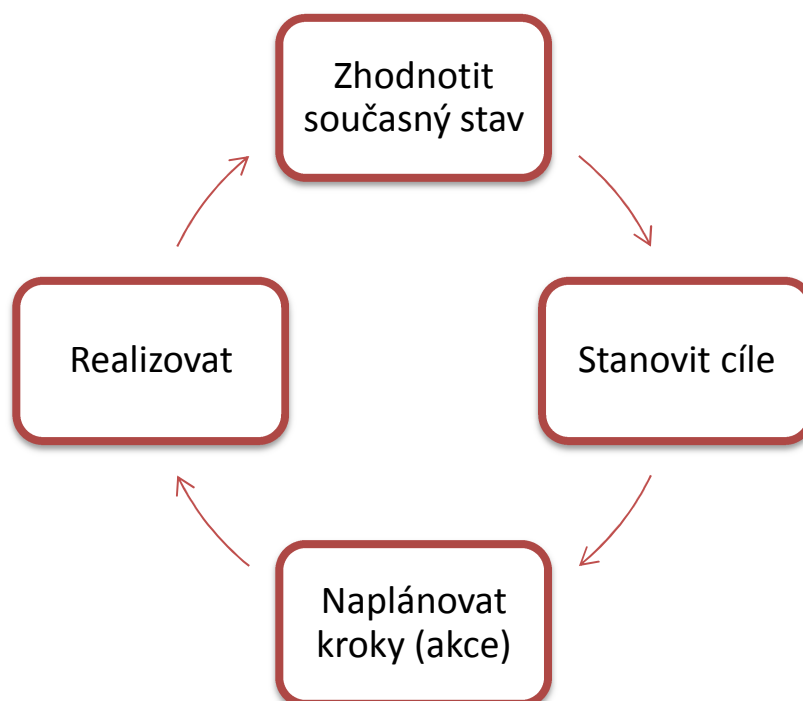 Zhodnotit
současný stav
Stanovit cíle
Naplánovat
kroky (akce)
Realizovat